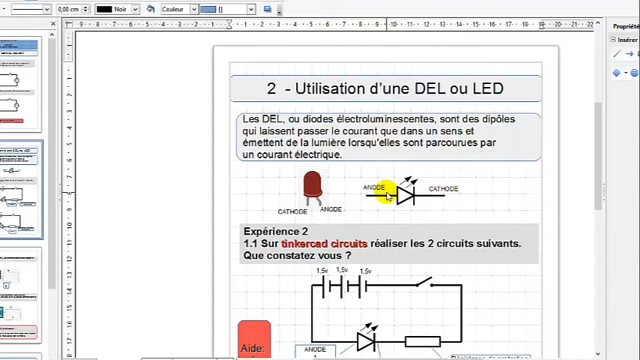 0,00 cm
Noir
Couleur
Propriété
2 - Utilisation d'une DEL ou LED
Les DEL, ou diodes électroluminescentes, sont des dipôles
qui laissent passer le courant que dans un sens et
émettent de la lumière lorsqu'elles sont parcourues par
un courant électrique.
ANODE
CATHODE
CATHODE
ANODE
Expérience 2
1.1 Sur tinkercad circuits réaliser les 2 circuits suivants.
Que constatez vous ?
1,5v 1,5v 1,5v
Aide:
ANODE
+